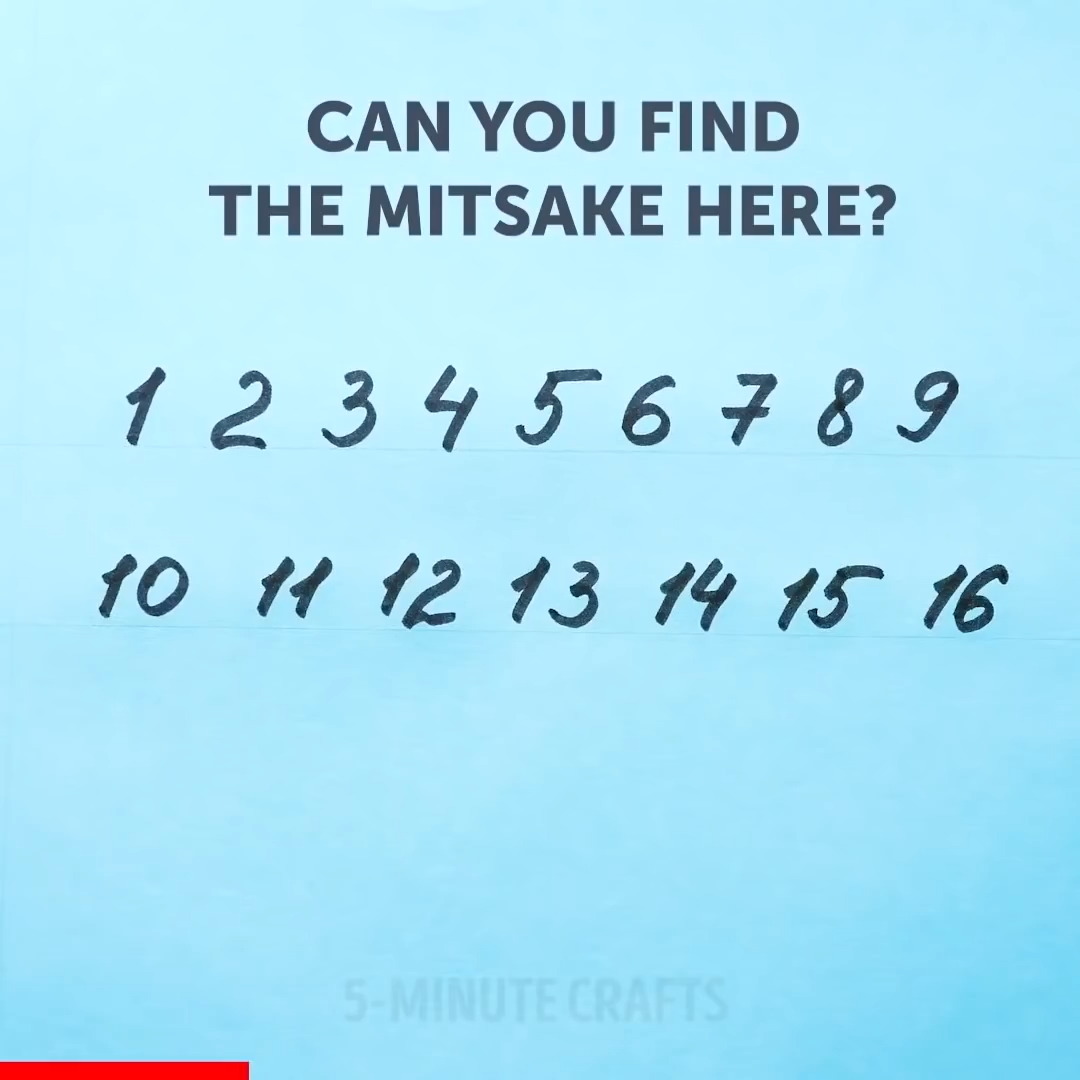 CAN YOU FIND
THE MITSAKE HERE?
1 2 3 4 5 6 7 8 9
10 11 12 13 14 15 16
5-MINUTE CRAFTS